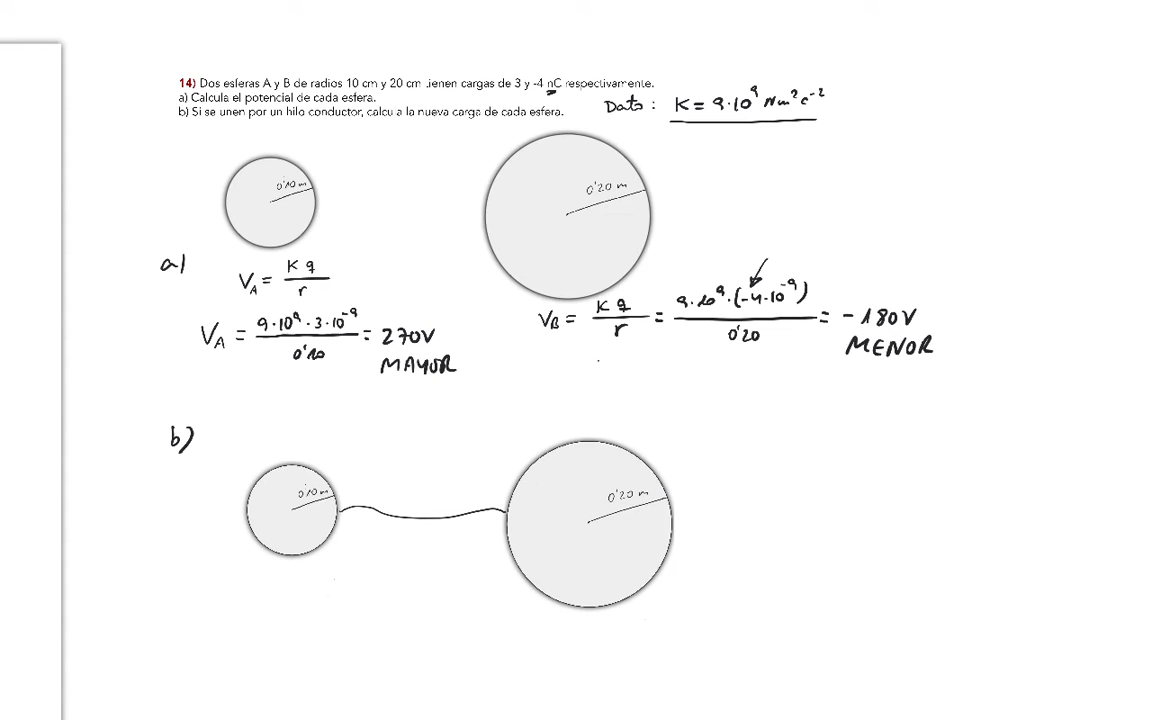 14) Dos esferas A y B de radios 10 cm y 20 cm tienen cargas de 3 y -4 nC respectivamente.
a) Calcula el potencial de cada esfera.
b) Si se unen por un hilo conductor, calcula la nueva carga de cada esfera.
Dato : K = 9·10⁹ Nm²C⁻²
0'10 m
0'20 m
a)
V_A = Kq/r
V_A = 9·10⁹·3·10⁻⁹/0'10 = 270V
MAYOR
V_B = Kq/r = 9·10⁹·(-4·10⁻⁹)/0'20 = -180V
MENOR
b)
0'10 m
0'20 m